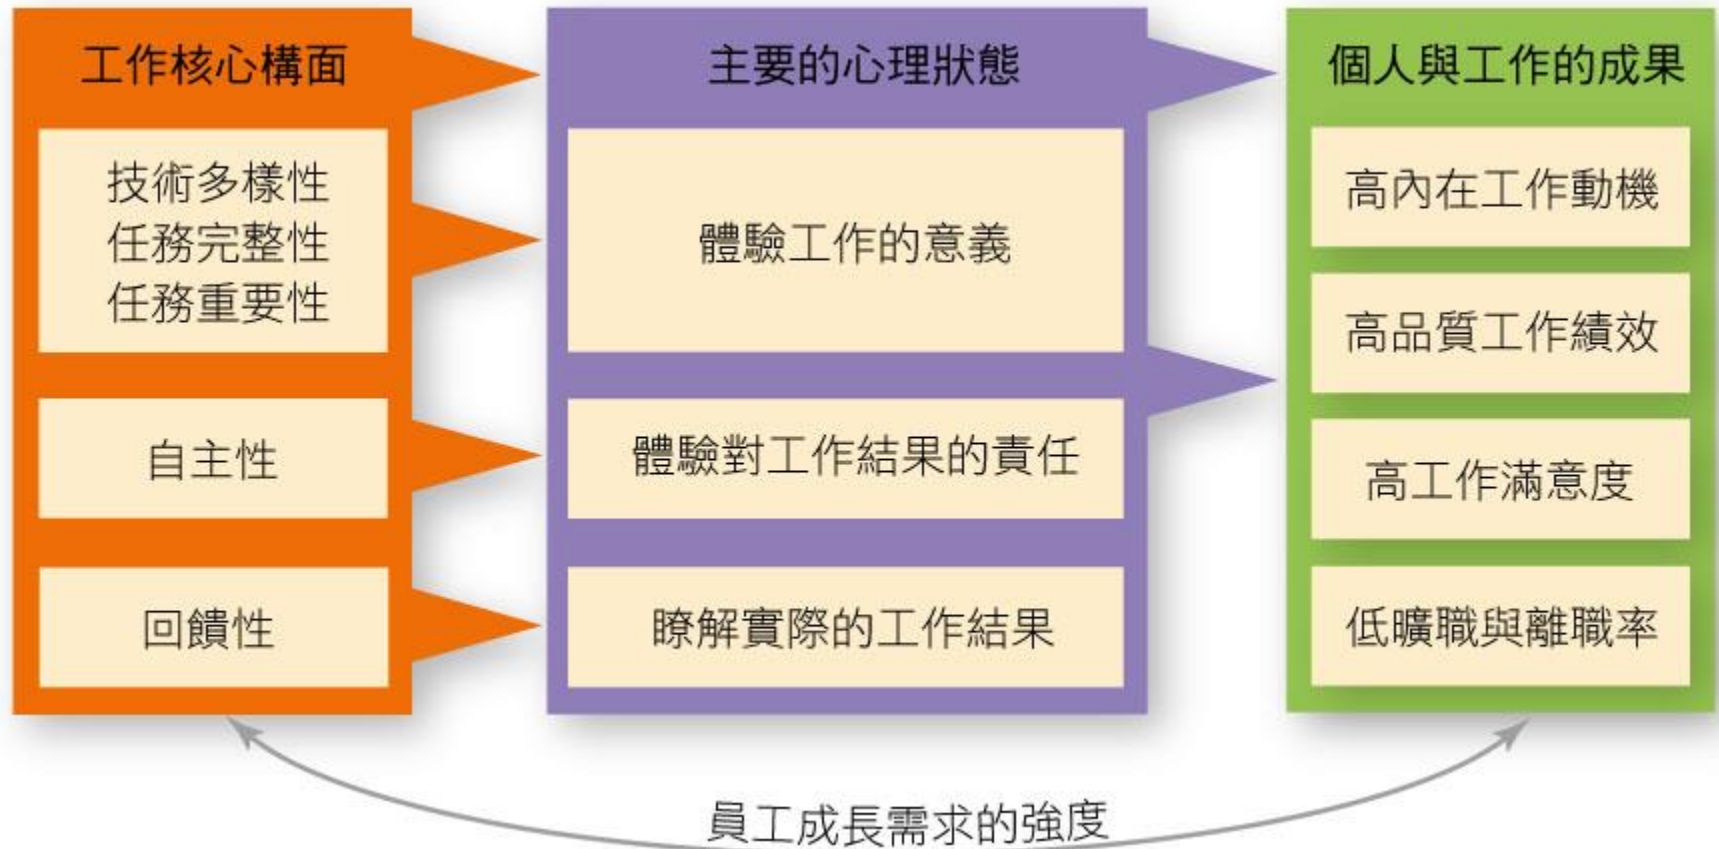 工作核心構面
技術多樣性
任務完整性
任務重要性
自主性
回饋性
主要的心理狀態
體驗工作的意義
體驗對工作結果的責任
瞭解實際的工作結果
個人與工作的成果
高內在工作動機
高品質工作績效
高工作滿意度
低曠職與離職率
員工成長需求的強度